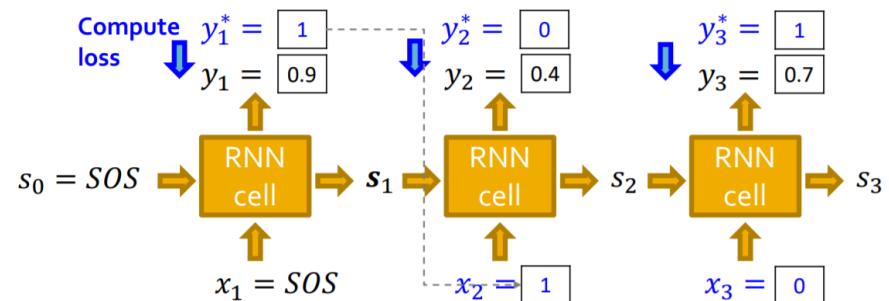 Compute loss
y₁* = 1
y₂* = 0
y₃* = 1
y₁ = 0.9
y₂ = 0.4
y₃ = 0.7
s₀ = SOS
RNN cell
s₁
RNN cell
s₂
RNN cell
s₃
x₁ = SOS
x₂ = 1
x₃ = 0